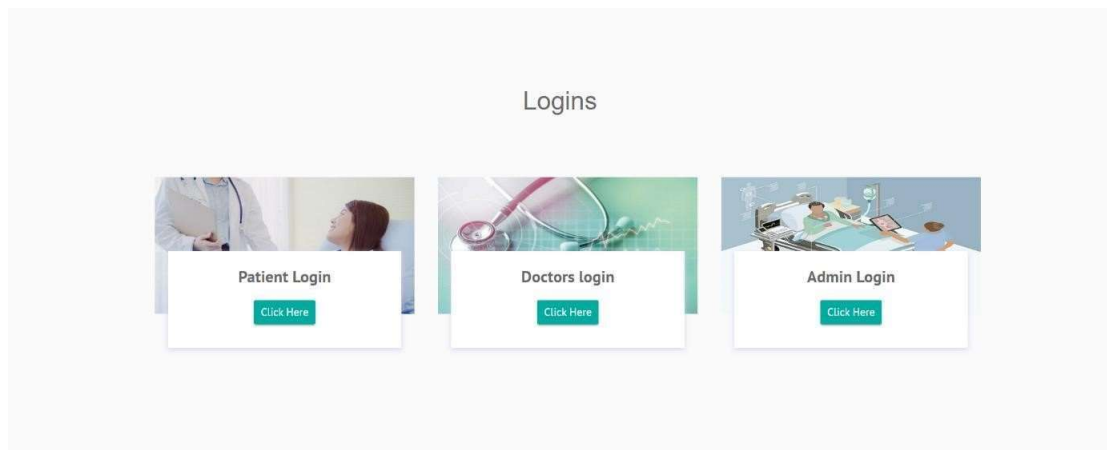 Logins
Patient Login
Click Here
Doctors login
Click Here
Admin Login
Click Here